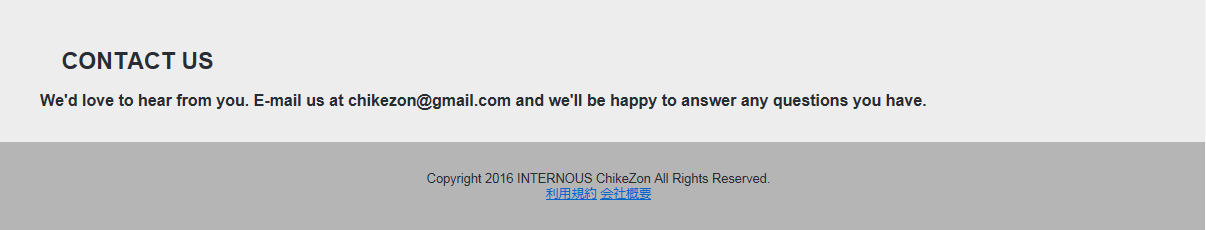 CONTACT US
We'd love to hear from you. E-mail us at chikezon@gmail.com and we'll be happy to answer any questions you have.
Copyright 2016 INTERNOUS ChikeZon All Rights Reserved.
利用規約 会社概要